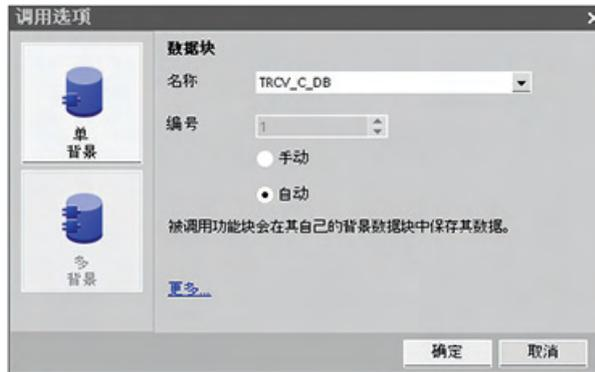 调用选项
数据块
名称 TRCV_C_DB
编号 1
手动
自动
被调用功能块会在其自己的背景数据块中保存其数据。
更多...
单
背景
多
背景
确定 取消